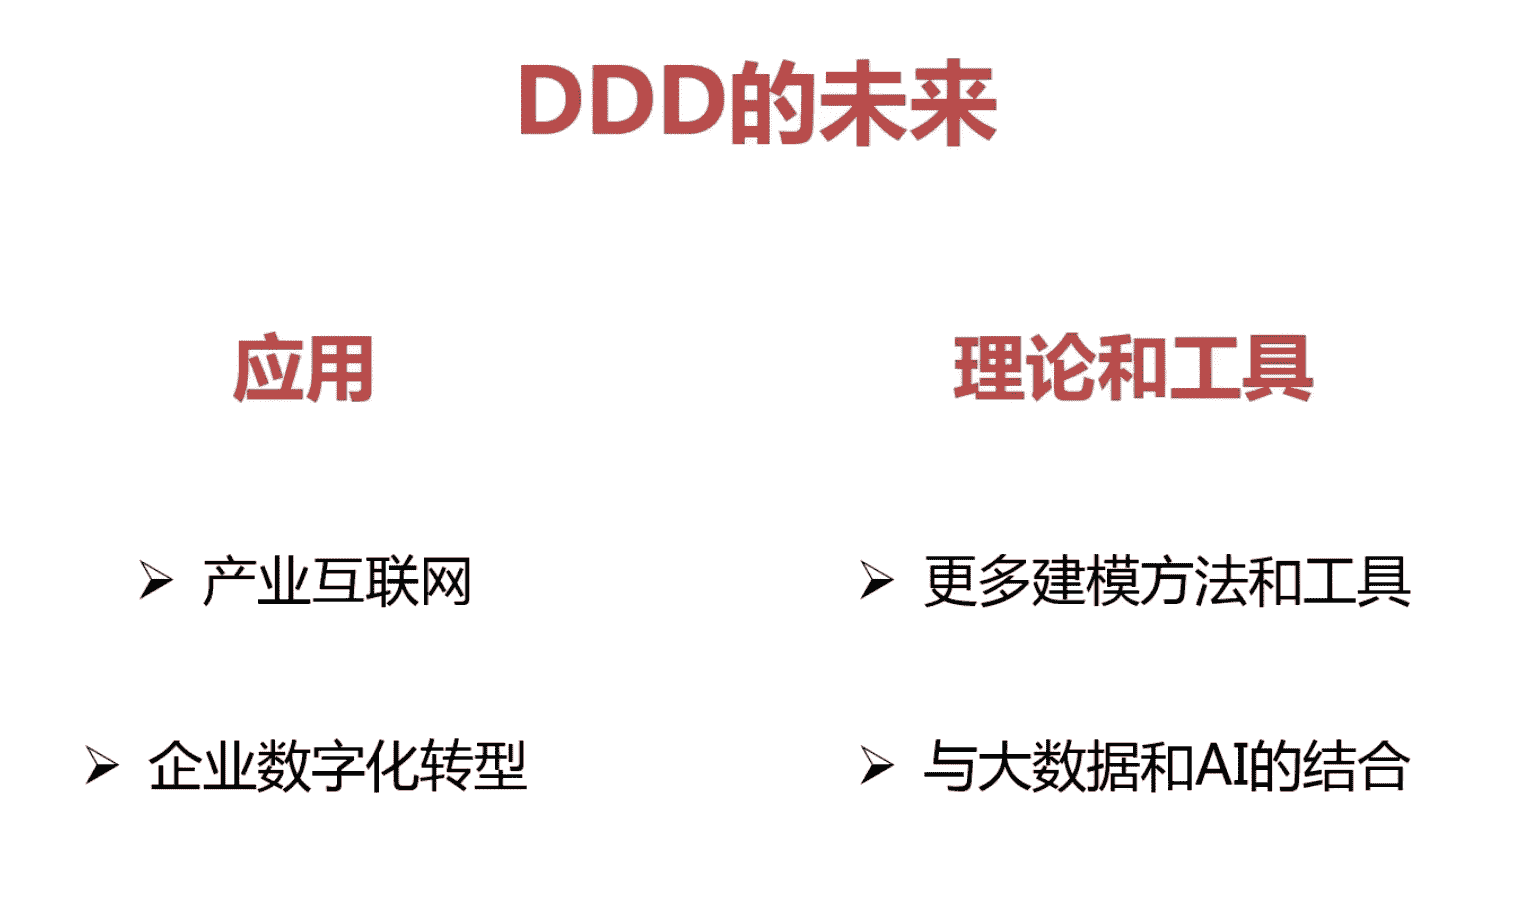 DDD的未来
应用
理论和工具
➢ 产业互联网
➢ 更多建模方法和工具
➢ 企业数字化转型
➢ 与大数据和AI的结合